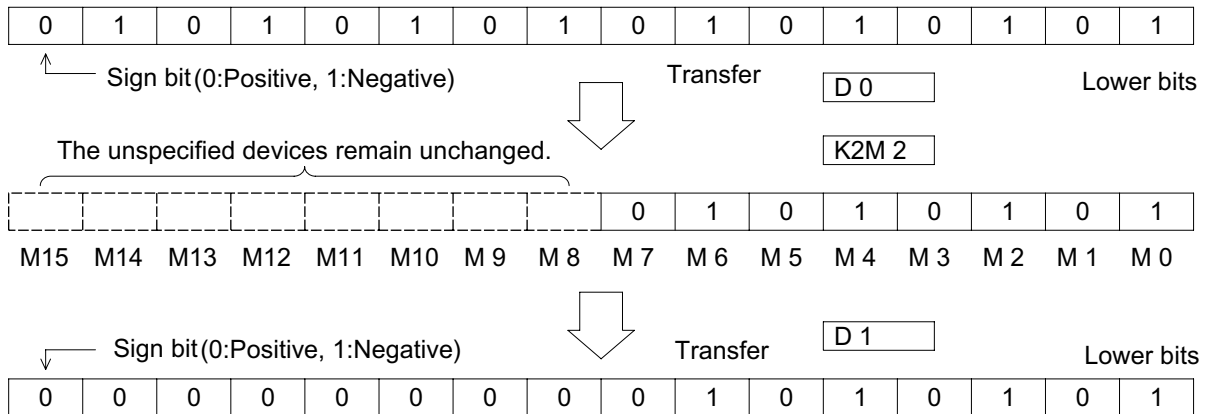 0 1 0 1 0 1 0 1 0 1 0 1 0 1 0 1
Sign bit(0:Positive, 1:Negative) Transfer D 0 Lower bits
The unspecified devices remain unchanged. K2M 2
0 1 0 1 0 1 0 1
M15 M14 M13 M12 M11 M10 M 9 M 8 M 7 M 6 M 5 M 4 M 3 M 2 M 1 M 0
Sign bit(0:Positive, 1:Negative) Transfer D 1 Lower bits
0 0 0 0 0 0 0 0 0 1 0 1 0 1 0 1